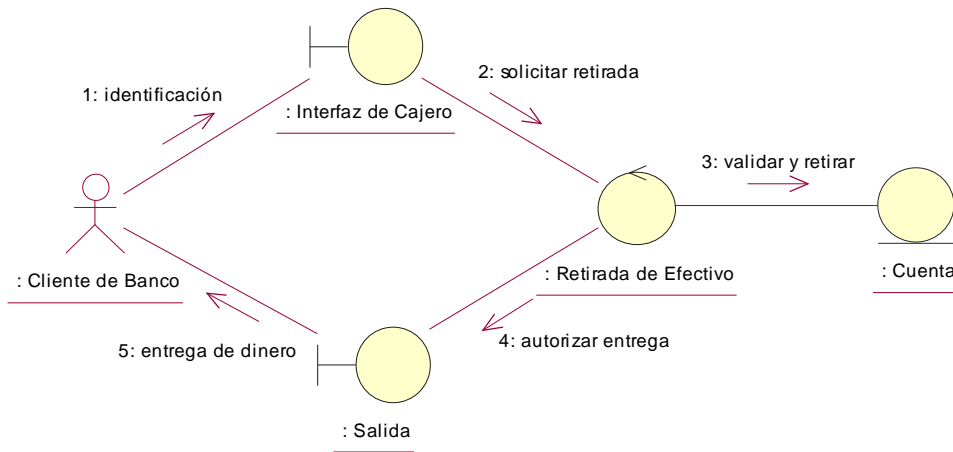 1: identificación
2: solicitar retirada
: Interfaz de Cajero
3: validar y retirar
: Cliente de Banco
: Retirada de Efectivo
: Cuenta
5: entrega de dinero
4: autorizar entrega
: Salida